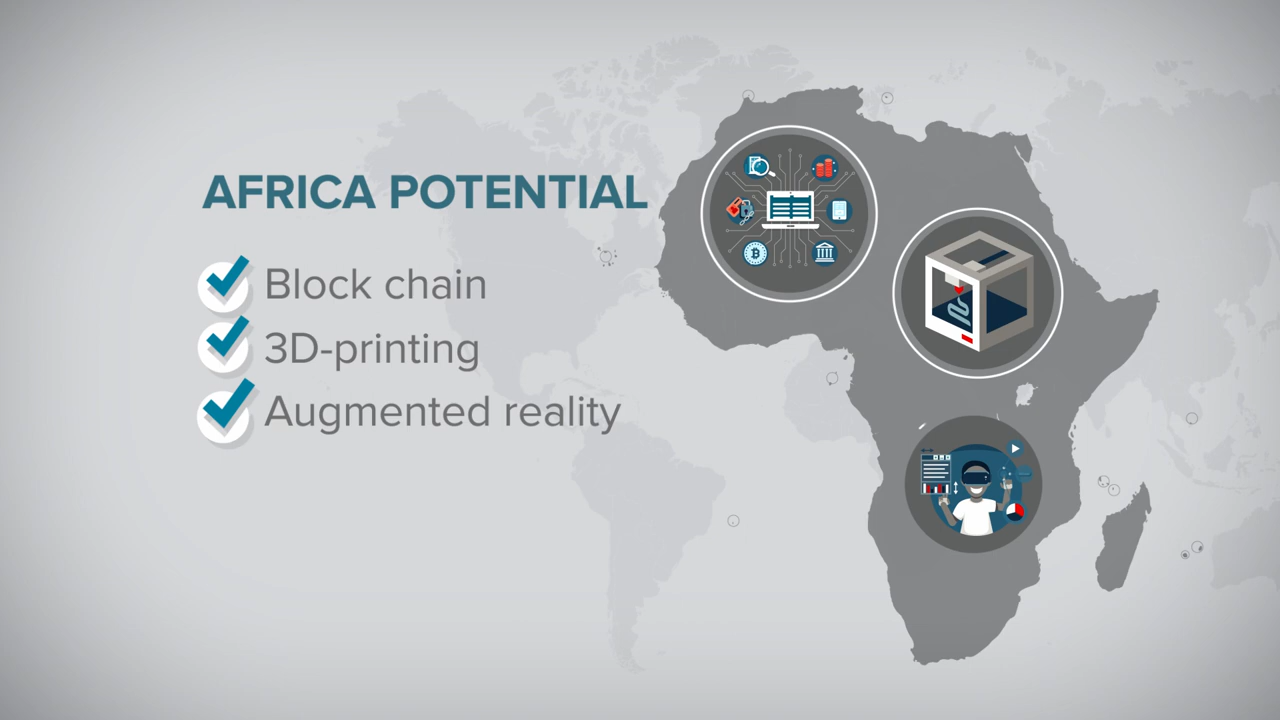 AFRICA POTENTIAL
Block chain
3D-printing
Augmented reality